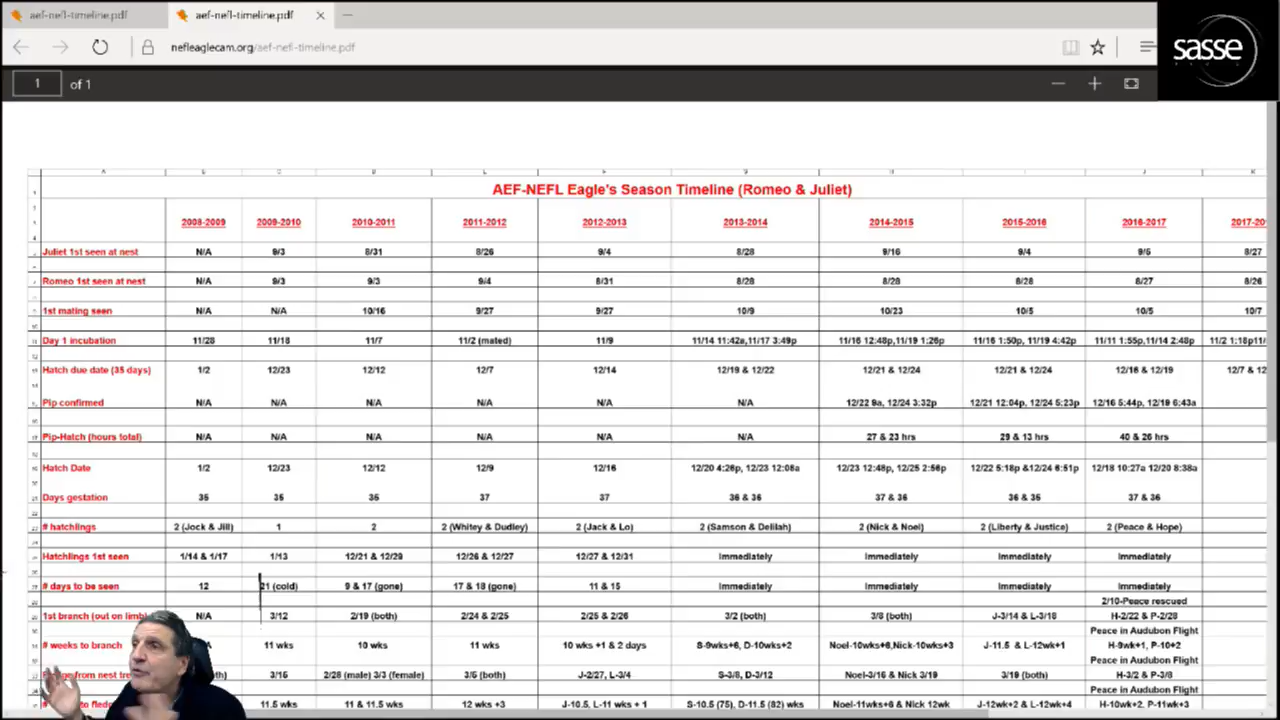 aef-nefl-timeline.pdf
aef-nefl-timeline.pdf
nefleaglecam.org/aef-nefl-timeline.pdf
sasse
1 of 1
AEF-NEFL Eagle's Season Timeline (Romeo & Juliet)
2008-2009 2009-2010 2010-2011 2011-2012 2012-2013 2013-2014 2014-2015 2015-2016 2016-2017
Juliet 1st seen at nest N/A 9/3 8/31 8/26 9/4 8/28 9/16 9/4 9/6 8/27
Romeo 1st seen at nest N/A 9/3 9/3 9/4 8/31 8/28 8/28 8/28 8/27 8/26
1st mating seen N/A N/A 10/16 9/27 9/27 10/9 10/23 10/5 10/5 10/7
Day 1 incubation 11/28 11/18 11/7 11/2 (mated) 11/9 11/14 11:42a,11/17 3:49p 11/16 12:48p,11/19 1:26p 11/16 1:50p, 11/19 4:42p 11/11 1:55p,11/14 2:48p 11/2 1:18p
Hatch due date (35 days) 1/2 12/23 12/12 12/7 12/14 12/19 & 12/22 12/21 & 12/24 12/21 & 12/24 12/16 & 12/19 12/7 &
Pip confirmed N/A N/A N/A N/A N/A N/A 12/22 9a, 12/24 3:32p 12/21 12:04p, 12/24 5:23p 12/16 5:44p, 12/19 6:43a
Pip-Hatch (hours total) N/A N/A N/A N/A N/A N/A 27 & 23 hrs 29 & 13 hrs 40 & 26 hrs
Hatch Date 1/2 12/23 12/12 12/9 12/16 12/20 4:26p, 12/23 12:06a 12/23 12:48p, 12/25 2:56p 12/22 5:18p &12/24 6:51p 12/18 10:27a 12/20 8:38a
Days gestation 35 35 35 37 37 36 & 36 37 & 36 36 & 35 37 & 36
# hatchlings 2 (Jock & Jill) 1 2 2 (Whitey & Dudley) 2 (Jack & Lo) 2 (Samson & Delilah) 2 (Nick & Noel) 2 (Liberty & Justice) 2 (Peace & Hope)
Hatchlings 1st seen 1/14 & 1/17 1/13 12/21 & 12/29 12/26 & 12/27 12/27 & 12/31 Immediately Immediately Immediately Immediately
# days to be seen 12 21 (cold) 9 & 17 (gone) 17 & 18 (gone) 11 & 15 Immediately Immediately Immediately Immediately
2/10-Peace rescued
1st branch (out on limb) N/A 3/12 2/19 (both) 2/24 & 2/25 2/25 & 2/26 3/2 (both) 3/8 (both) J-3/14 & L-3/18 H-2/22 & P-2/28
Peace in Audubon Flight
# weeks to branch 11 wks 10 wks 11 wks 10 wks +1 & 2 days S-9wks+6, D-10wks+2 Noel-10wks+6,Nick-10wks+3 J-11.5 & L-12wk+1 H-9wk+1, P-10+2
Peace in Audubon Flight
from nest 3/16 2/28 (male) 3/3 (female) 3/5 (both) J-2/27, L-3/4 S-3/8, D-3/12 Noel-3/16 & Nick 3/19 3/19 (both) H-3/2 & P-3/8
Peace in Audubon Flight
11.5 wks 11 & 11.5 wks 12 wks +3 J-10.5, L-11 wks + 1 S-10.5 (75), D-11.5 (82) wks Noel-11wks+6 & Nick 12wk J-12wk+2 & L-12wk+4 H-10wk+2, P-11wk+3